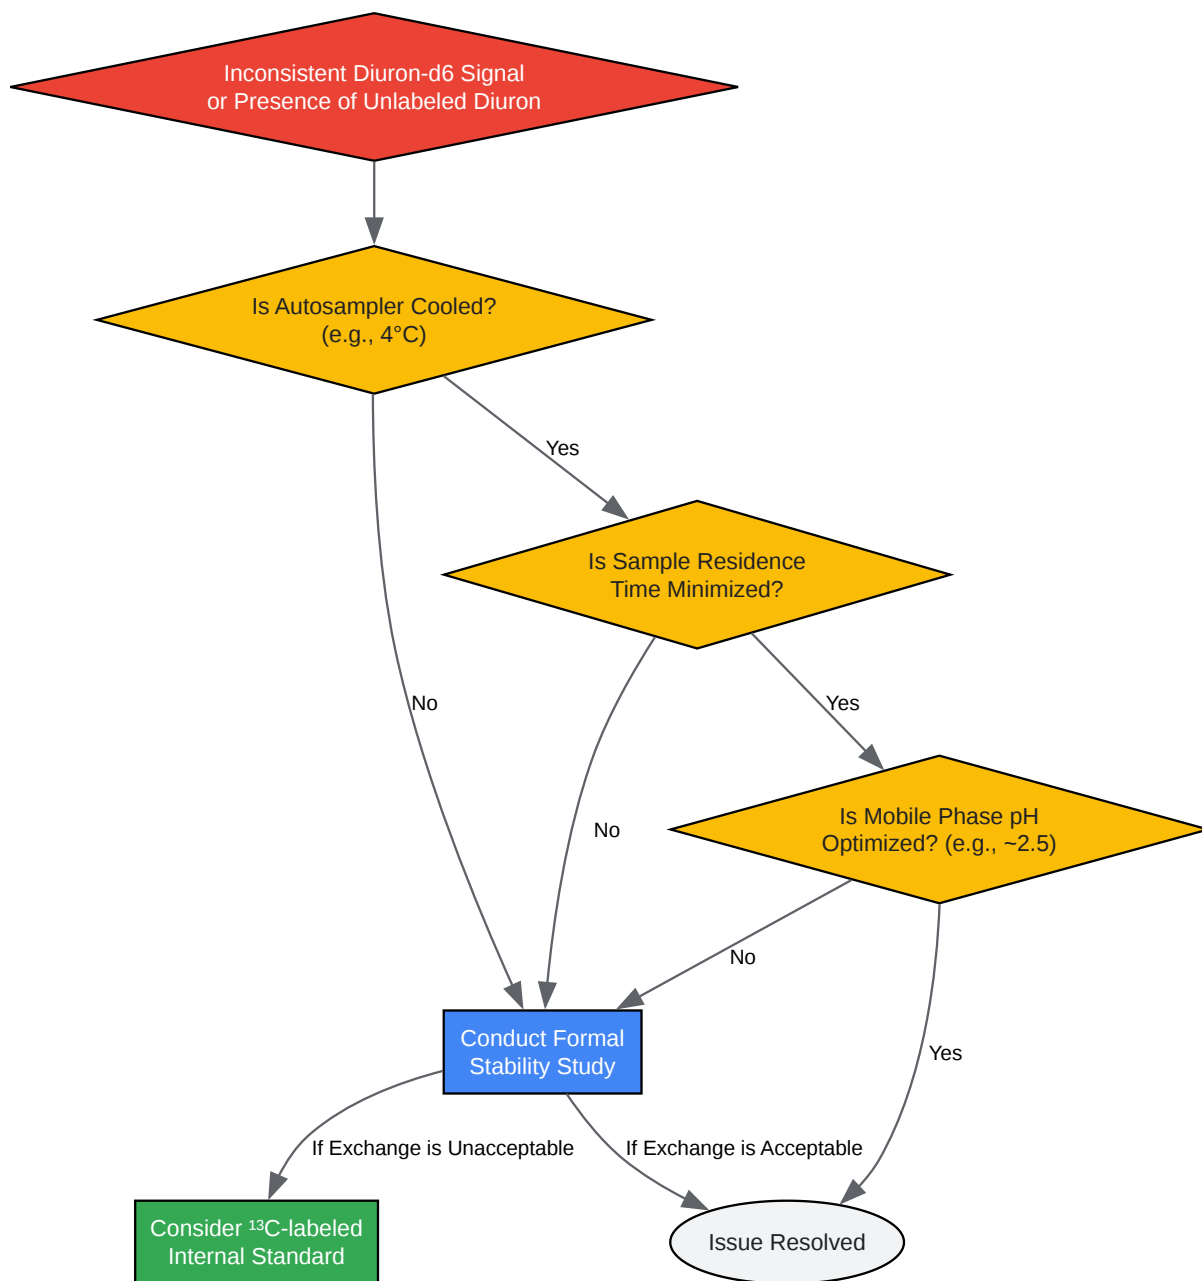 Inconsistent Diuron-d6 Signal
or Presence of Unlabeled Diuron
Is Autosampler Cooled?
(e.g., 4°C)
Yes
Is Sample Residence
Time Minimized?
No
Yes
Is Mobile Phase pH
Optimized? (e.g., ~2.5)
No
No
Yes
Conduct Formal
Stability Study
If Exchange is Unacceptable
If Exchange is Acceptable
Consider ¹³C-labeled
Internal Standard
Issue Resolved